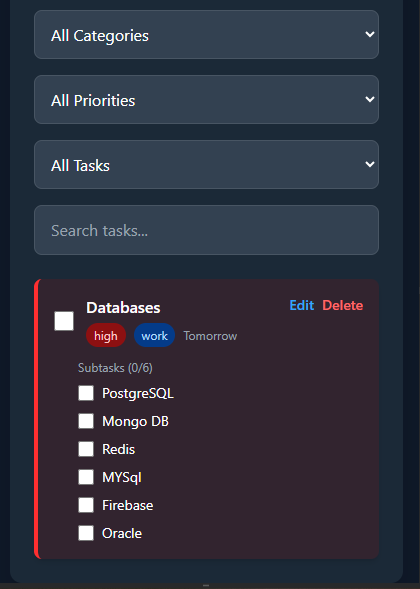 All Categories
All Priorities
All Tasks
Search tasks...
Databases Edit Delete
high work Tomorrow
Subtasks (0/6)
PostgreSQL
Mongo DB
Redis
MYSql
Firebase
Oracle